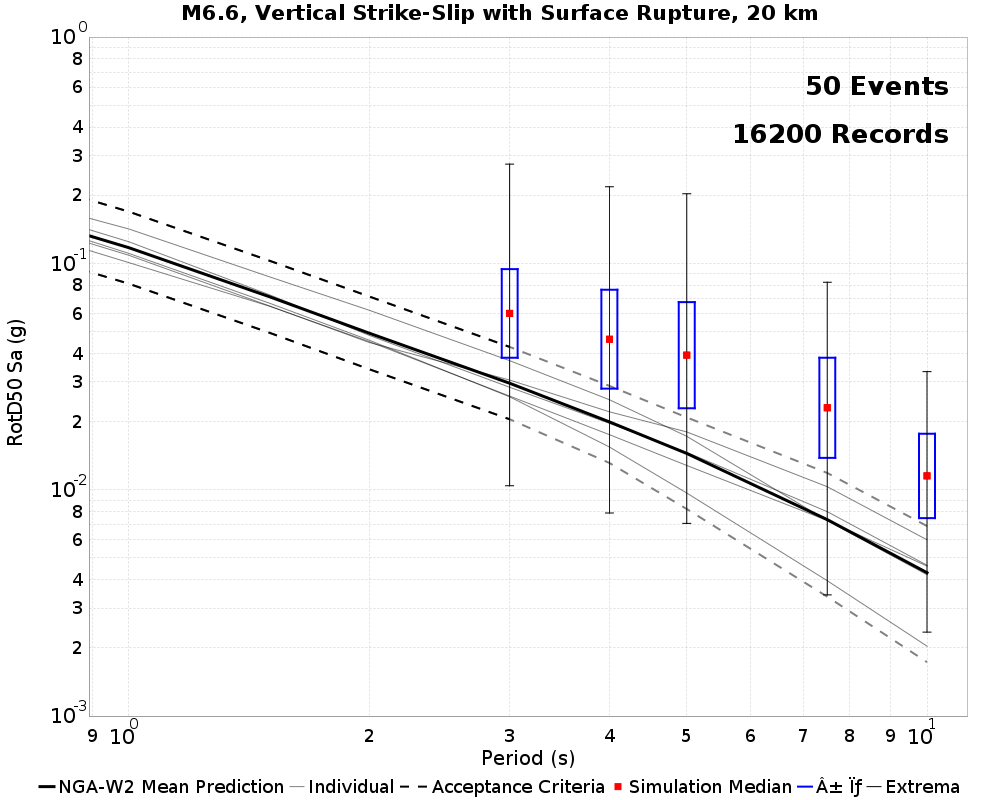 M6.6, Vertical Strike-Slip with Surface Rupture, 20 km
50 Events
16200 Records
RotD50 Sa (g)
10^0
8
6
4
3
2
10^-1
8
6
4
3
2
10^-2
8
6
4
3
2
10^-3
9 10^0 2 3 4 5 6 7 8 9 10^1
Period (s)
NGA-W2 Mean Prediction Individual Acceptance Criteria Simulation Median Â± Ïƒ Extrema